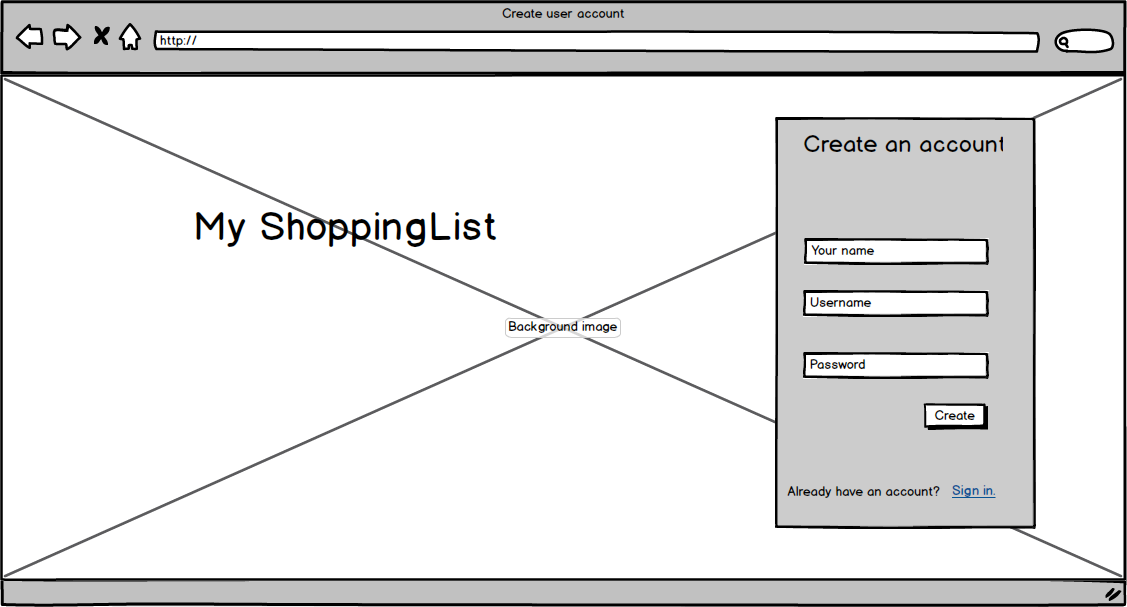 Create user account
http://
Create an account
My ShoppingList
Your name
Username
Background image
Password
Create
Already have an account? Sign in.